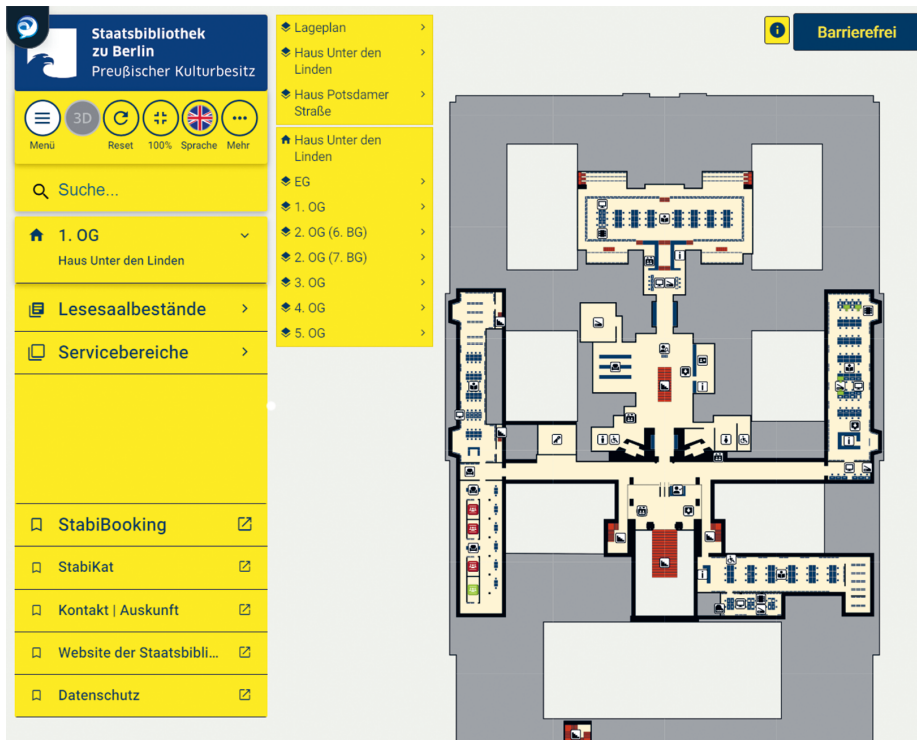 Staatsbibliothek
zu Berlin
Preußischer Kulturbesitz
3D
Menü
Reset
100%
Sprache
Mehr
Suche...
1. OG
Haus Unter den Linden
Lesesaalbestände
Servicebereiche
StabiBooking
StabiKat
Kontakt | Auskunft
Website der Staatsbibli...
Datenschutz
Lageplan
Haus Unter den
Linden
Haus Potsdamer
Straße
Haus Unter den
Linden
EG
1. OG
2. OG (6. BG)
2. OG (7. BG)
3. OG
4. OG
5. OG
Barrierefrei